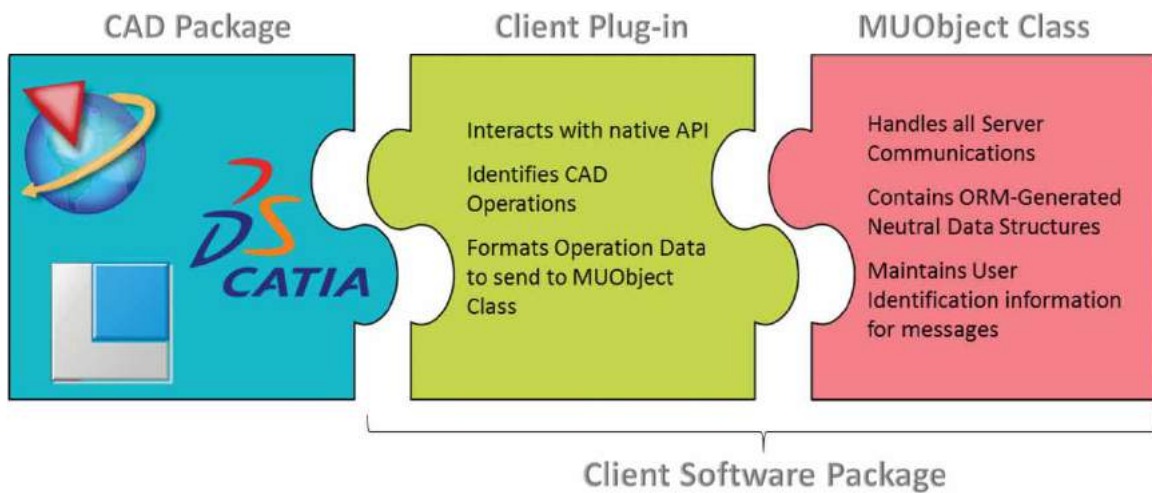 CAD Package
Client Plug-in
MUObject Class
CATIA
Interacts with native API
Identifies CAD
Operations
Formats Operation Data
to send to MUObject
Class
Handles all Server
Communications
Contains ORM-Generated
Neutral Data Structures
Maintains User
Identification information
for messages
Client Software Package